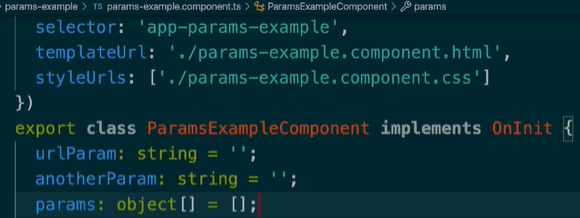 params-example > TS params-example.component.ts > ParamsExampleComponent > params
selector: 'app-params-example',
templateUrl: './params-example.component.html',
styleUrls: ['./params-example.component.css']
})
export class ParamsExampleComponent implements OnInit {
urlParam: string = '';
anotherParam: string = '';
params: object[] = [];